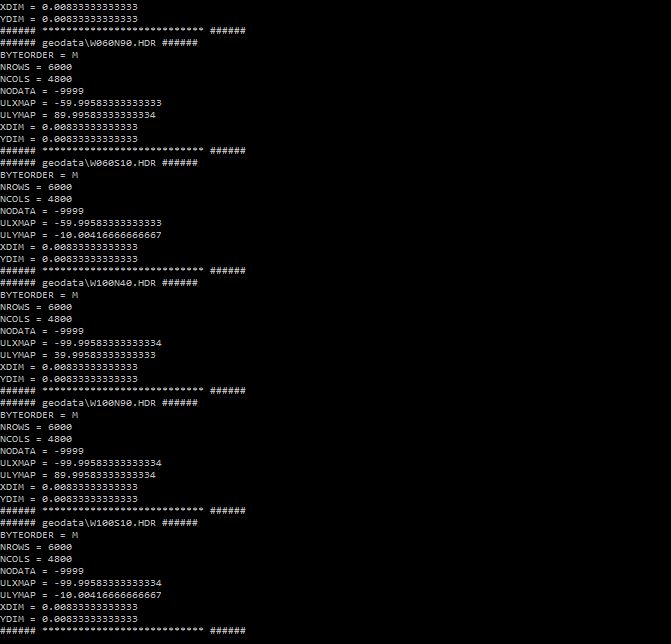 XDIM = 0.00833333333333
YDIM = 0.00833333333333
###### *************************** ######
###### geodata\W060N90.HDR ######
BYTEORDER = M
NROWS = 6000
NCOLS = 4800
NODATA = -9999
ULXMAP = -59.99583333333333
ULYMAP = 89.99583333333334
XDIM = 0.00833333333333
YDIM = 0.00833333333333
###### *************************** ######
###### geodata\W060S10.HDR ######
BYTEORDER = M
NROWS = 6000
NCOLS = 4800
NODATA = -9999
ULXMAP = -59.99583333333333
ULYMAP = -10.00416666666667
XDIM = 0.00833333333333
YDIM = 0.00833333333333
###### *************************** ######
###### geodata\W100N40.HDR ######
BYTEORDER = M
NROWS = 6000
NCOLS = 4800
NODATA = -9999
ULXMAP = -99.99583333333334
ULYMAP = 39.99583333333333
XDIM = 0.00833333333333
YDIM = 0.00833333333333
###### *************************** ######
###### geodata\W100N90.HDR ######
BYTEORDER = M
NROWS = 6000
NCOLS = 4800
NODATA = -9999
ULXMAP = -99.99583333333334
ULYMAP = 89.99583333333334
XDIM = 0.00833333333333
YDIM = 0.00833333333333
###### *************************** ######
###### geodata\W100S10.HDR ######
BYTEORDER = M
NROWS = 6000
NCOLS = 4800
NODATA = -9999
ULXMAP = -99.99583333333334
ULYMAP = -10.00416666666667
XDIM = 0.00833333333333
YDIM = 0.00833333333333
###### *************************** ######